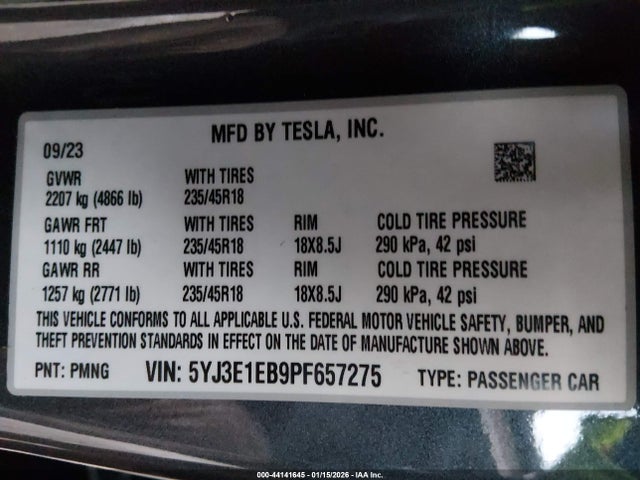 MFD BY TESLA, INC.
09/23
GVWR WITH TIRES
2207 kg (4866 lb) 235/45R18
GAWR FRT WITH TIRES RIM COLD TIRE PRESSURE
1110 kg (2447 lb) 235/45R18 18X8.5J 290 kPa, 42 psi
GAWR RR WITH TIRES RIM COLD TIRE PRESSURE
1257 kg (2771 lb) 235/45R18 18X8.5J 290 kPa, 42 psi
THIS VEHICLE CONFORMS TO ALL APPLICABLE U.S. FEDERAL MOTOR VEHICLE SAFETY, BUMPER, AND
THEFT PREVENTION STANDARDS IN EFFECT ON THE DATE OF MANUFACTURE SHOWN ABOVE.
PNT: PMNG VIN: 5YJ3E1EB9PF657275 TYPE: PASSENGER CAR
000-44141645 - 01/15/2026 - IAA Inc.